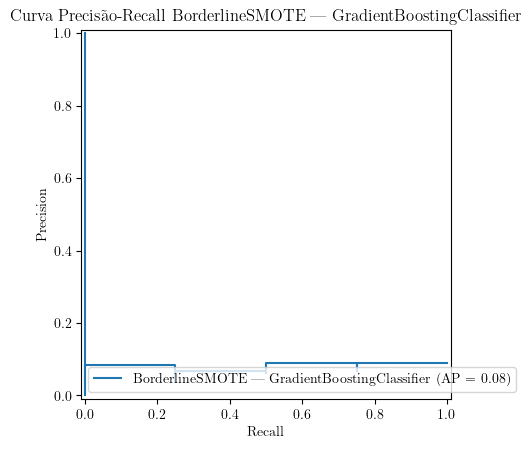 Curva Precisão-Recall BorderlineSMOTE — GradientBoostingClassifier
1.0
0.8
0.6
0.4
0.2
0.0
Precision
BorderlineSMOTE — GradientBoostingClassifier (AP = 0.08)
0.0 0.2 0.4 0.6 0.8 1.0
Recall